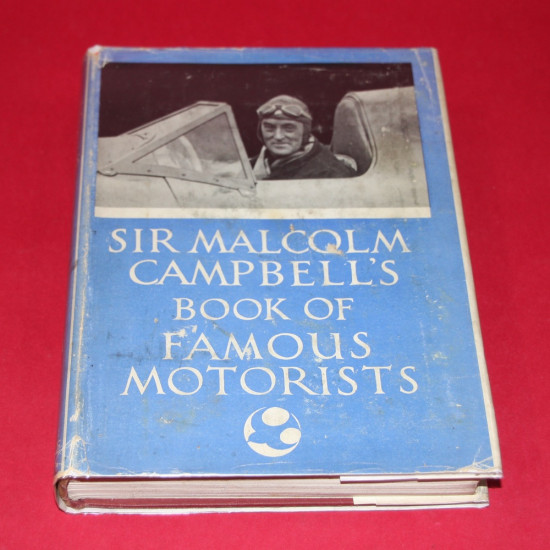 SIR MALCOLM
CAMPBELL'S
BOOK OF
FAMOUS
MOTORISTS